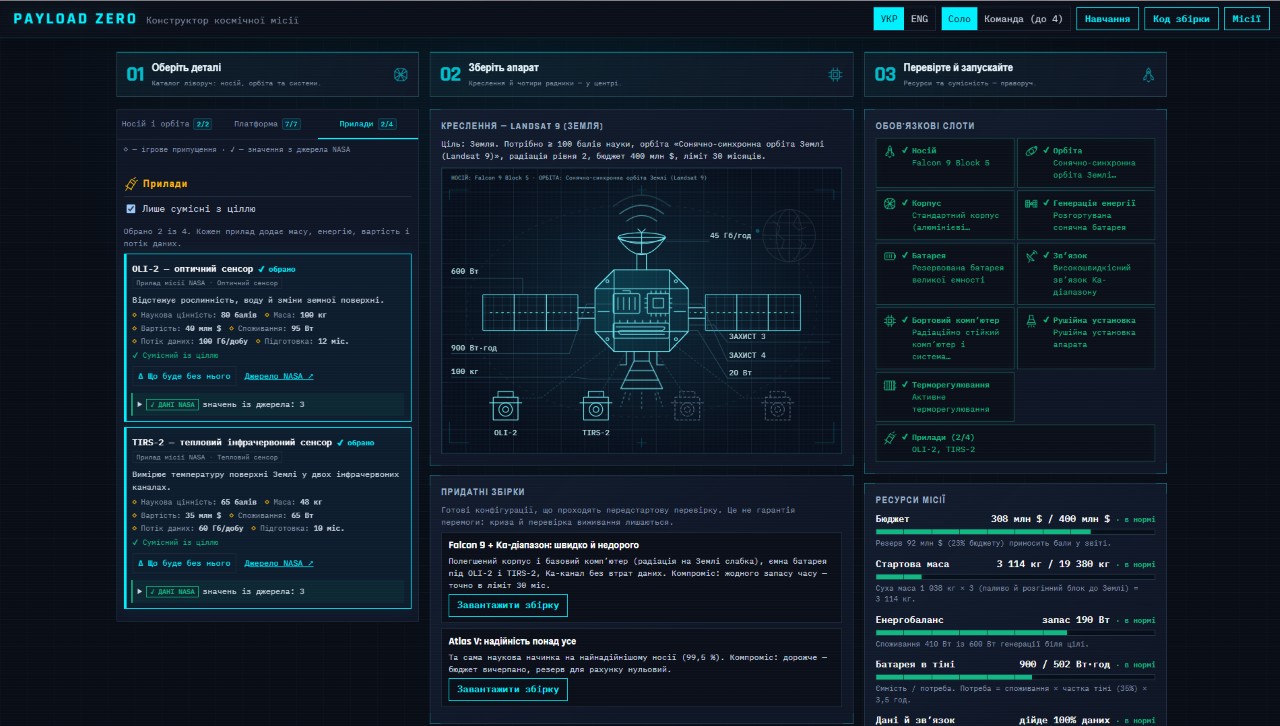 PAYLOAD ZERO Конструктор космічної місії
УКР ENG Соло Команда (до 4) Навчання Код збірки Місії
01 Оберіть деталі
Каталог ліворуч: носій, орбіта та системи.
02 Зберіть апарат
Креслення й чотири радники — у центрі.
03 Перевірте й запускайте
Ресурси та сумісність — праворуч.
Носій і орбіта 2/2 Платформа 7/7 Прилади 2/4
◇ — ігрове припущення · ✓ — значення з джерела NASA
Прилади
Лише сумісні з ціллю
Обрано 2 із 4. Кожен прилад додає масу, енергію, вартість і
потік даних.
OLI-2 — оптичний сенсор ✓ обрано
Прилад місії NASA · Оптичний сенсор
Відстежує рослинність, воду й зміни земної поверхні.
◇ Наукова цінність: 80 балів ◇ Маса: 100 кг
◇ Вартість: 40 млн $ ◇ Споживання: 95 Вт
◇ Потік даних: 100 Гб/добу ◇ Підготовка: 12 міс.
✓ Сумісний із ціллю
Δ Що буде без нього Джерело NASA ↗
▶ ✓ ДАНІ NASA значень із джерела: 3
TIRS-2 — тепловий інфрачервоний сенсор ✓ обрано
Прилад місії NASA · Тепловий сенсор
Вимірює температуру поверхні Землі у двох інфрачервоних
каналах.
◇ Наукова цінність: 65 балів ◇ Маса: 48 кг
◇ Вартість: 35 млн $ ◇ Споживання: 65 Вт
◇ Потік даних: 60 Гб/добу ◇ Підготовка: 10 міс.
✓ Сумісний із ціллю
Δ Що буде без нього Джерело NASA ↗
▶ ✓ ДАНІ NASA значень із джерела: 3
КРЕСЛЕННЯ — LANDSAT 9 (ЗЕМЛЯ)
Ціль: Земля. Потрібно ≥ 100 балів науки, орбіта «Сонячно-синхронна орбіта Землі
(Landsat 9)», радіація рівня 2, бюджет 400 млн $, ліміт 30 місяців.
НОСІЙ: Falcon 9 Block 5 · ОРБІТА: Сонячно-синхронна орбіта Землі (Landsat 9)
45 Гб/год
600 Вт
ЗАХИСТ 3
900 Вт·год
ЗАХИСТ 4
100 кг
20 Вт
OLI-2 TIRS-2
ПРИДАТНІ ЗБІРКИ
Готові конфігурації, що проходять передстартову перевірку. Це не гарантія
перемоги: криза й перевірка виживання лишаються.
Falcon 9 + Ka-діапазон: швидко й недорого
Полегшений корпус і базовий комп'ютер (радіація на Землі слабка), ємна батарея
під OLI-2 і TIRS-2, Ka-канал без втрат даних. Компроміс: жодного запасу часу —
точно в ліміт 30 міс.
Завантажити збірку
Atlas V: надійність понад усе
Та сама наукова начинка на найнадійнішому носії (99,5 %). Компроміс: дорожче —
бюджет вичерпано, резерв для рахунку нульовий.
Завантажити збірку
ОБОВ'ЯЗКОВІ СЛОТИ
✓ Носій
Falcon 9 Block 5
✓ Орбіта
Сонячно-синхронна
орбіта Землі…
✓ Корпус
Стандартний корпус
(алюмінієві…
✓ Генерація енергії
Розгортувана
сонячна батарея
✓ Батарея
Резервована батарея
великої ємності
✓ Зв'язок
Високошвидкісний
зв'язок Ka-
діапазону
✓ Бортовий комп'ютер
Радіаційно стійкий
комп'ютер і
система…
✓ Рушійна установка
Рушійна установка
апарата
✓ Терморегулювання
Активне
терморегулювання
✓ Прилади (2/4)
OLI-2, TIRS-2
РЕСУРСИ МІСІЇ
Бюджет 308 млн $ / 400 млн $ · в нормі
Резерв 92 млн $ (23% бюджету) приносить бали у звіті.
Стартова маса 3 114 кг / 19 380 кг · в нормі
Суха маса 1 038 кг × 3 (паливо й розгінний блок до Землі) =
3 114 кг.
Енергобаланс запас 190 Вт · в нормі
Споживання 410 Вт із 600 Вт генерації біля цілі.
Батарея в тіні 900 / 502 Вт·год · в нормі
Ємність / потреба. Потреба = споживання × частка тіні (35%) ×
3,5 год.
Дані й зв'язок дійде 100% даних · в нормі